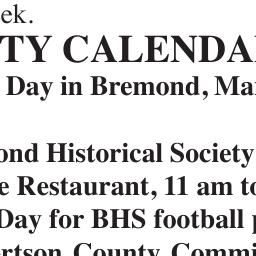 ek.
TY CALENDA
Day in Bremond, Ma
ond Historical Society
e Restaurant, 11 am to
Day for BHS football p
ertson County Commi